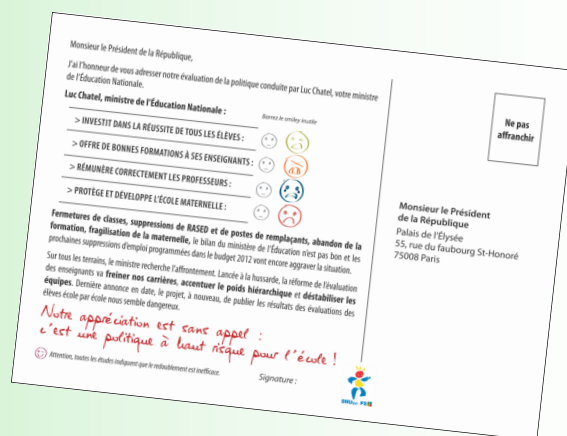 Monsieur le Président de la République,
J'ai l'honneur de vous adresser notre évaluation de la politique conduite par Luc Chatel, votre ministre
de l'Éducation Nationale.
Luc Chatel, ministre de l'Éducation Nationale :
Barrez le smiley inutile
> INVESTIT DANS LA RÉUSSITE DE TOUS LES ÉLÈVES :
> OFFRE DE BONNES FORMATIONS À SES ENSEIGNANTS :
> RÉMUNÈRE CORRECTEMENT LES PROFESSEURS :
> PROTÈGE ET DÉVELOPPE L'ÉCOLE MATERNELLE :
Fermetures de classes, suppressions de RASED et de postes de remplaçants, abandon de la
formation, fragilisation de la maternelle, le bilan du ministère de l'Éducation n'est pas bon et les
prochaines suppressions d'emploi programmées dans le budget 2012 vont encore aggraver la situation.
Sur tous les terrains, le ministre recherche l'affrontement. Lancée à la hussarde, la réforme de l'évaluation
des enseignants va freiner nos carrières, accentuer le poids hiérarchique et déstabiliser les
équipes. Dernière annonce en date, le projet, à nouveau, de publier les résultats des évaluations des
élèves école par école nous semble dangereux.
Notre appréciation est sans appel :
c'est une politique à haut risque pour l'école !
Attention, toutes les études indiquent que le redoublement est inefficace.
Signature :
Ne pas
affranchir
Monsieur le Président
de la République
Palais de l'Élysée
55, rue du faubourg St-Honoré
75008 Paris